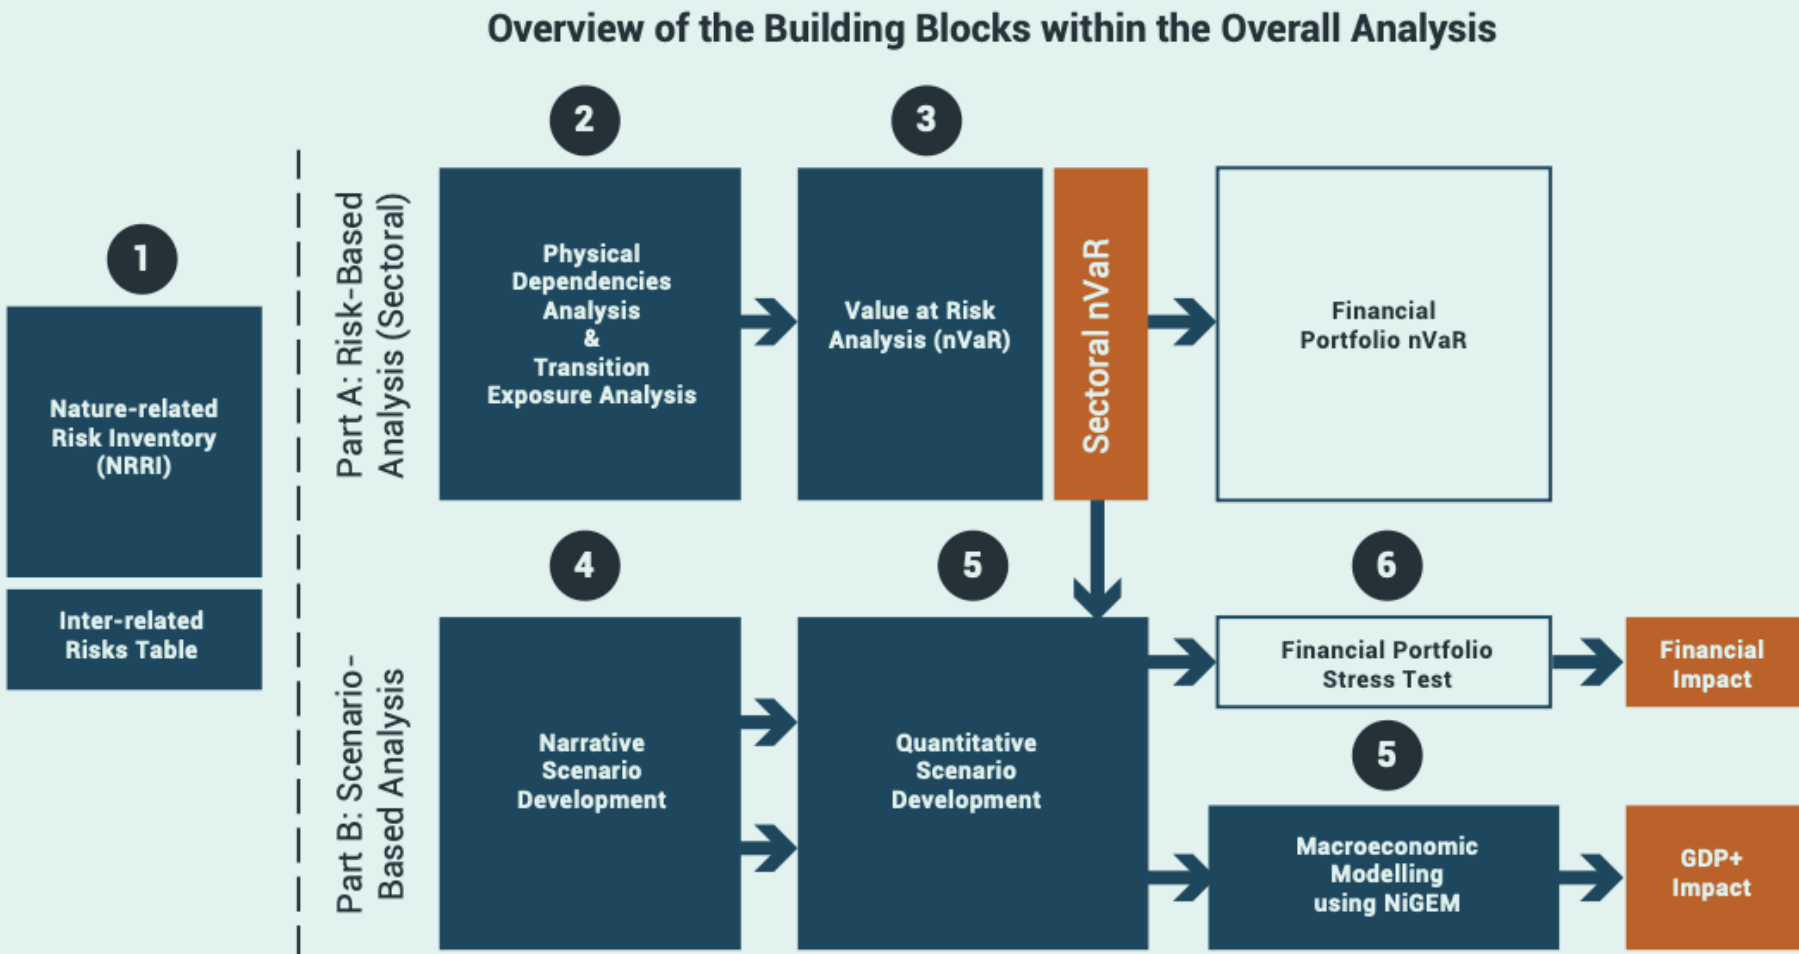 Overview of the Building Blocks within the Overall Analysis
1
Nature-related
Risk Inventory
(NRRI)
Inter-related
Risks Table
Part A: Risk-Based
Analysis (Sectoral)
2
Physical
Dependencies
Analysis
&
Transition
Exposure Analysis
3
Value at Risk
Analysis (nVaR)
Sectoral nVaR
Financial
Portfolio nVaR
Part B: Scenario-
Based Analysis
4
Narrative
Scenario
Development
5
Quantitative
Scenario
Development
6
Financial Portfolio
Stress Test
Financial
Impact
5
Macroeconomic
Modelling
using NiGEM
GDP+
Impact